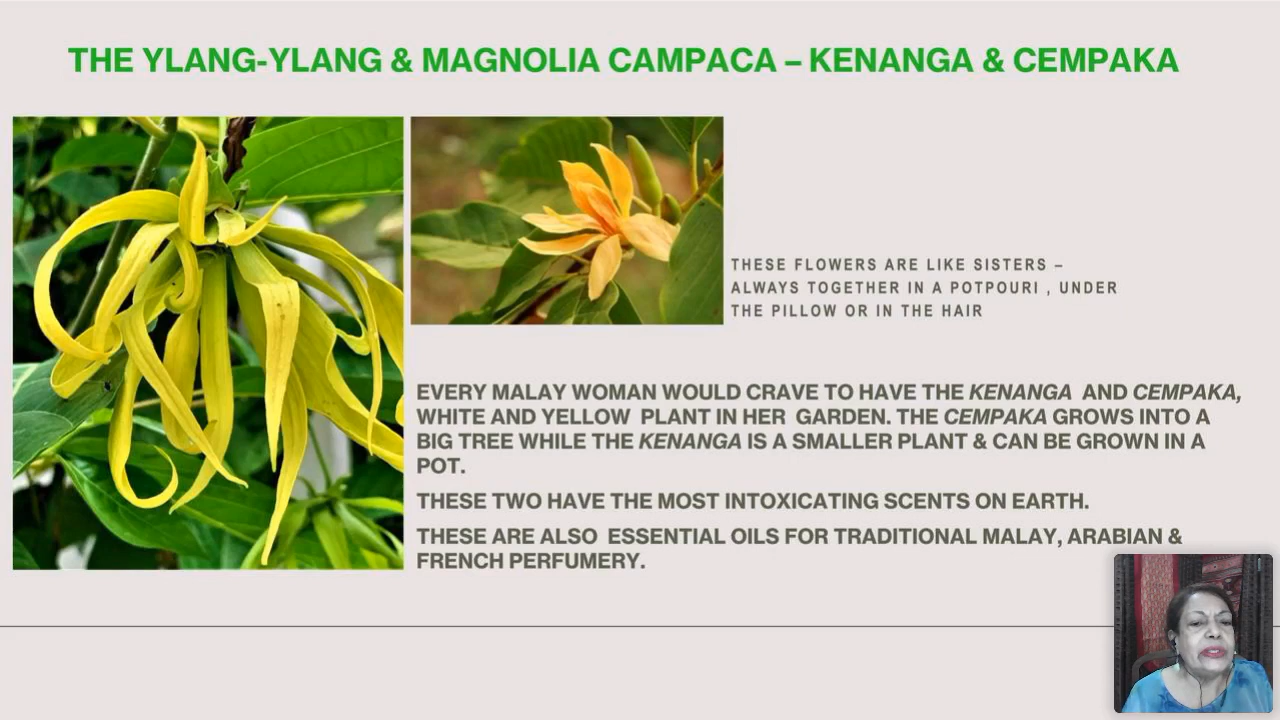 THE YLANG-YLANG & MAGNOLIA CAMPACA – KENANGA & CEMPAKA
THESE FLOWERS ARE LIKE SISTERS –
ALWAYS TOGETHER IN A POTPOURI , UNDER
THE PILLOW OR IN THE HAIR
EVERY MALAY WOMAN WOULD CRAVE TO HAVE THE KENANGA AND CEMPAKA,
WHITE AND YELLOW PLANT IN HER GARDEN. THE CEMPAKA GROWS INTO A
BIG TREE WHILE THE KENANGA IS A SMALLER PLANT & CAN BE GROWN IN A
POT.
THESE TWO HAVE THE MOST INTOXICATING SCENTS ON EARTH.
THESE ARE ALSO ESSENTIAL OILS FOR TRADITIONAL MALAY, ARABIAN &
FRENCH PERFUMERY.